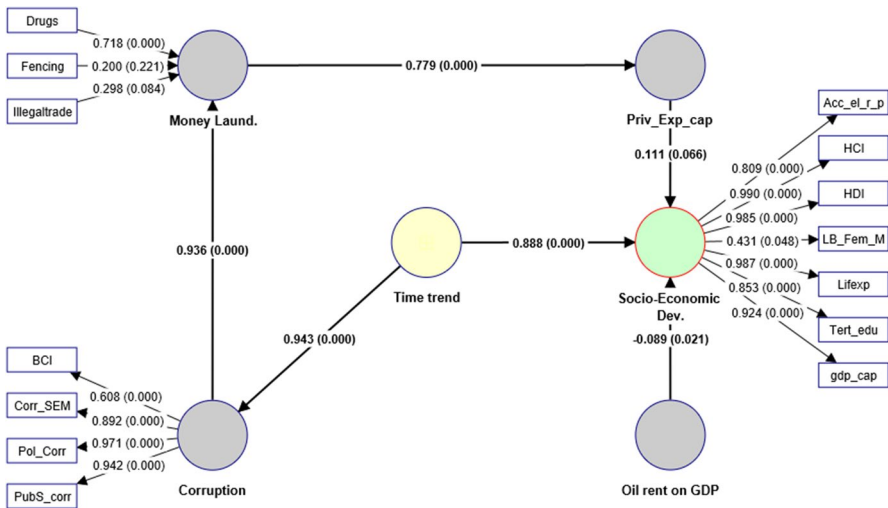 Drugs
0.718 (0.000)
Fencing
0.200 (0.221)
0.298 (0.084)
Illegaltrade
Money Laund.
0.779 (0.000)
Priv_Exp_cap
0.111 (0.066)
Acc_el_r_p
HCI
HDI
LB_Fem_M
Lifexp
Tert_edu
gdp_cap
0.809 (0.000)
0.990 (0.000)
0.985 (0.000)
0.431 (0.048)
0.987 (0.000)
0.853 (0.000)
0.924 (0.000)
0.936 (0.000)
0.888 (0.000)
Time trend
Socio-Economic
Dev.
0.943 (0.000)
-0.089 (0.021)
BCI
Corr_SEM
Pol_Corr
PubS_corr
0.608 (0.000)
0.892 (0.000)
0.971 (0.000)
0.942 (0.000)
Corruption
Oil rent on GDP